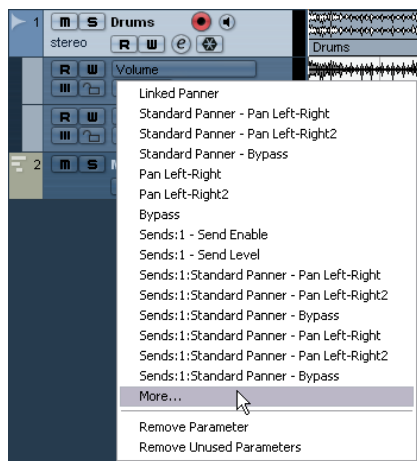 1 m S Drums
stereo R W e
Drums
R W Volume
R W
2 m S
Linked Panner
Standard Panner - Pan Left-Right
Standard Panner - Pan Left-Right2
Standard Panner - Bypass
Pan Left-Right
Pan Left-Right2
Bypass
Sends:1 - Send Enable
Sends:1 - Send Level
Sends:1:Standard Panner - Pan Left-Right
Sends:1:Standard Panner - Pan Left-Right2
Sends:1:Standard Panner - Bypass
Sends:1:Standard Panner - Pan Left-Right
Sends:1:Standard Panner - Pan Left-Right2
Sends:1:Standard Panner - Bypass
More...
Remove Parameter
Remove Unused Parameters